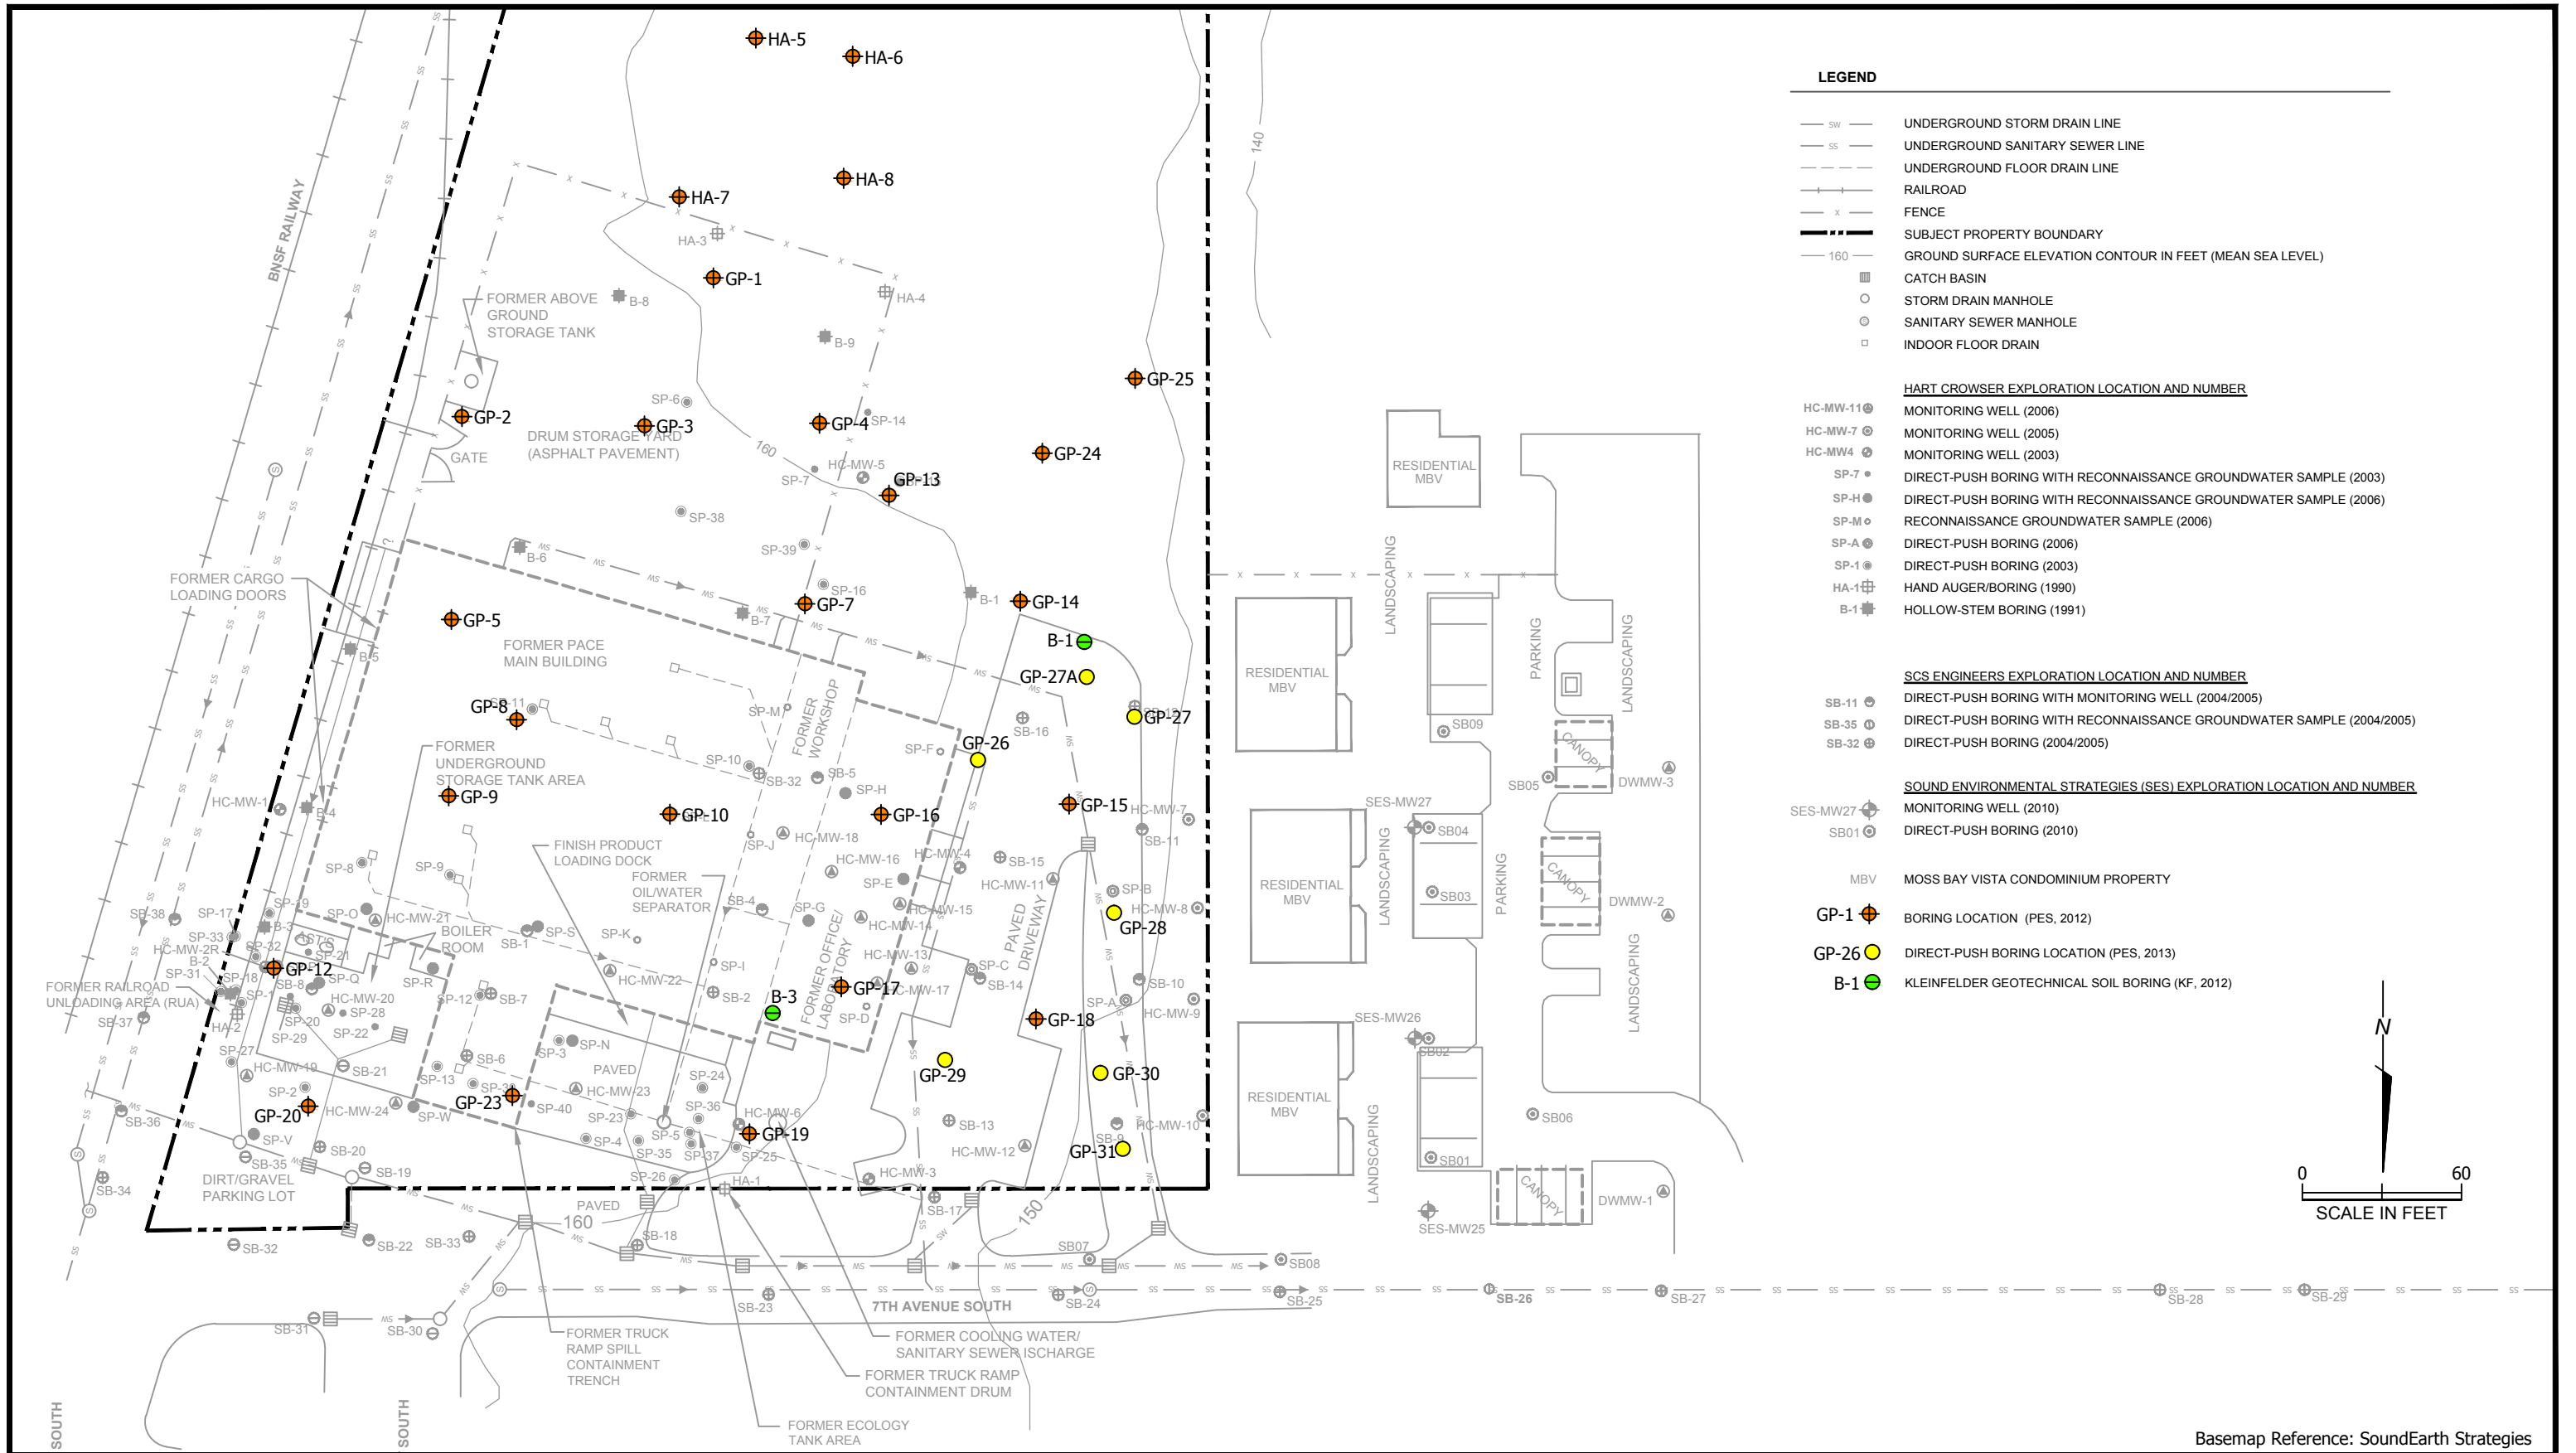 HA-5
HA-6
HA-8
HA-7
HA-3
GP-1
B-8
HA-4
B-9
BNSF RAILWAY
140
FORMER ABOVE
GROUND
STORAGE TANK
GP-2
GATE
SP-6
GP-3
DRUM STORAGE YARD
(ASPHALT PAVEMENT)
GP-4
SP-14
160
HC-MW-5
SP-7
GP-13
GP-24
GP-25
SP-38
SP-39
SP-16
B-6
B-7
GP-7
B-1
GP-14
B-1
GP-27A
GP-27
SB-16
FORMER CARGO
LOADING DOORS
B-5
GP-5
FORMER PACE
MAIN BUILDING
GP-8
SP-11
SP-M
FORMER
WORKSHOP
SP-F
GP-26
SP-10
SB-32
SB-5
SP-H
FORMER
UNDERGROUND
STORAGE TANK AREA
HC-MW-1
B-4
GP-9
GP-10
GP-16
GP-15
HC-MW-7
SB-11
SP-J
HC-MW-18
FINISH PRODUCT
LOADING DOCK
FORMER
OIL/WATER
SEPARATOR
HC-MW-16
HC-MW-4
SB-15
SP-E
HC-MW-11
SP-B
HC-MW-8
GP-28
SP-8
SP-9
SB-4
SP-G
HC-MW-15
HC-MW-14
SB-38
SP-17
SP-19
SP-O
HC-MW-21
B-3
AST'S
BOILER
ROOM
SB-1
SP-S
SP-K
FORMER OFFICE/
LABORATORY
PAVED
DRIVEWAY
SP-33
SP-32
HC-MW-2R
SP-21
B-2
SP-31
GP-12
SP-18
SP-Q
SP-R
HC-MW-22
SP-I
HC-MW-13
SP-C
SB-14
SB-10
FORMER RAILROAD
UNLOADING AREA (RUA)
SP-1
SB-8
HC-MW-20
SP-12
SB-7
SB-2
B-3
GP-17
HC-MW-17
SP-D
SP-A
HC-MW-9
SB-37
HA-2
SP-20
SP-28
SP-29
SP-22
GP-18
SP-27
HC-MW-19
SB-21
SB-6
SP-3
SP-N
GP-29
GP-30
SP-2
SP-13
PAVED
SP-24
GP-20
HC-MW-24
SP-W
GP-23
SP-40
HC-MW-23
SP-23
SP-36
HC-MW-6
SB-36
SP-V
SB-20
SP-4
SP-35
SP-5
SP-37
GP-19
SP-25
SB-13
HC-MW-12
SB-9
HC-MW-10
GP-31
SB-35
SB-19
SB-34
DIRT/GRAVEL
PARKING LOT
SP-26
HA-1
HC-MW-3
SB-17
PAVED
160
150
SB-32
SB-22
SB-33
SB-18
SB07
SB08
SB-31
SB-30
SB-23
7TH AVENUE SOUTH
SB-24
SB-25
SB-26
SB-27
SB-28
SB-29
FORMER TRUCK
RAMP SPILL
CONTAINMENT
TRENCH
FORMER COOLING WATER/
SANITARY SEWER ISCHARGE
FORMER TRUCK RAMP
CONTAINMENT DRUM
FORMER ECOLOGY
TANK AREA
SOUTH
SOUTH
RESIDENTIAL
MBV
LANDSCAPING
PARKING
LANDSCAPING
RESIDENTIAL
MBV
SB09
CANOPY
SB05
DWMW-3
SES-MW27
SB04
RESIDENTIAL
MBV
LANDSCAPING
SB03
PARKING
CANOPY
DWMW-2
LANDSCAPING
SES-MW26
SB02
RESIDENTIAL
MBV
SB06
LANDSCAPING
SB01
CANOPY
DWMW-1
SES-MW25
LEGEND
SW UNDERGROUND STORM DRAIN LINE
SS UNDERGROUND SANITARY SEWER LINE
UNDERGROUND FLOOR DRAIN LINE
RAILROAD
x FENCE
SUBJECT PROPERTY BOUNDARY
160 GROUND SURFACE ELEVATION CONTOUR IN FEET (MEAN SEA LEVEL)
CATCH BASIN
STORM DRAIN MANHOLE
SANITARY SEWER MANHOLE
INDOOR FLOOR DRAIN
HART CROWSER EXPLORATION LOCATION AND NUMBER
HC-MW-11 MONITORING WELL (2006)
HC-MW-7 MONITORING WELL (2005)
HC-MW4 MONITORING WELL (2003)
SP-7 DIRECT-PUSH BORING WITH RECONNAISSANCE GROUNDWATER SAMPLE (2003)
SP-H DIRECT-PUSH BORING WITH RECONNAISSANCE GROUNDWATER SAMPLE (2006)
SP-M RECONNAISSANCE GROUNDWATER SAMPLE (2006)
SP-A DIRECT-PUSH BORING (2006)
SP-1 DIRECT-PUSH BORING (2003)
HA-1 HAND AUGER/BORING (1990)
B-1 HOLLOW-STEM BORING (1991)
SCS ENGINEERS EXPLORATION LOCATION AND NUMBER
SB-11 DIRECT-PUSH BORING WITH MONITORING WELL (2004/2005)
SB-35 DIRECT-PUSH BORING WITH RECONNAISSANCE GROUNDWATER SAMPLE (2004/2005)
SB-32 DIRECT-PUSH BORING (2004/2005)
SOUND ENVIRONMENTAL STRATEGIES (SES) EXPLORATION LOCATION AND NUMBER
SES-MW27 MONITORING WELL (2010)
SB01 DIRECT-PUSH BORING (2010)
MBV MOSS BAY VISTA CONDOMINIUM PROPERTY
GP-1 BORING LOCATION (PES, 2012)
GP-26 DIRECT-PUSH BORING LOCATION (PES, 2013)
B-1 KLEINFELDER GEOTECHNICAL SOIL BORING (KF, 2012)
N
0 60
SCALE IN FEET
Basemap Reference: SoundEarth Strategies